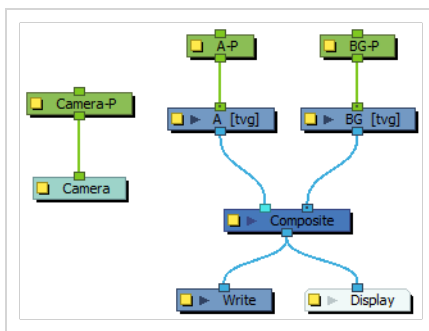 A-P
BG-P
Camera-P
A [tvg]
BG [tvg]
Camera
Composite
Write
Display